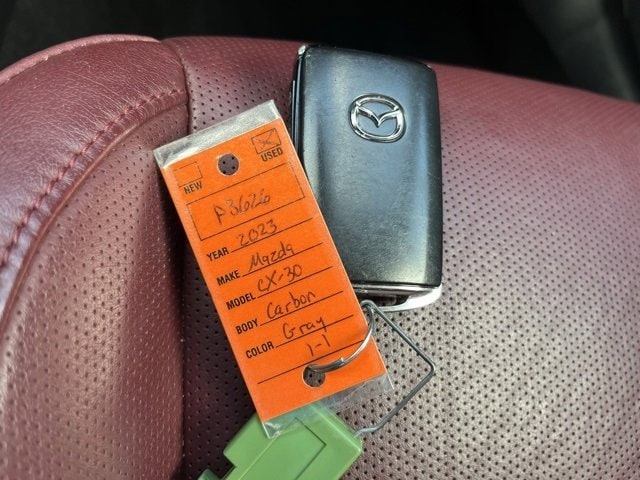 NEW USED
P3626
YEAR 2023
MAKE Mazda
MODEL CX-30
BODY Carbon
COLOR Gray
1-1